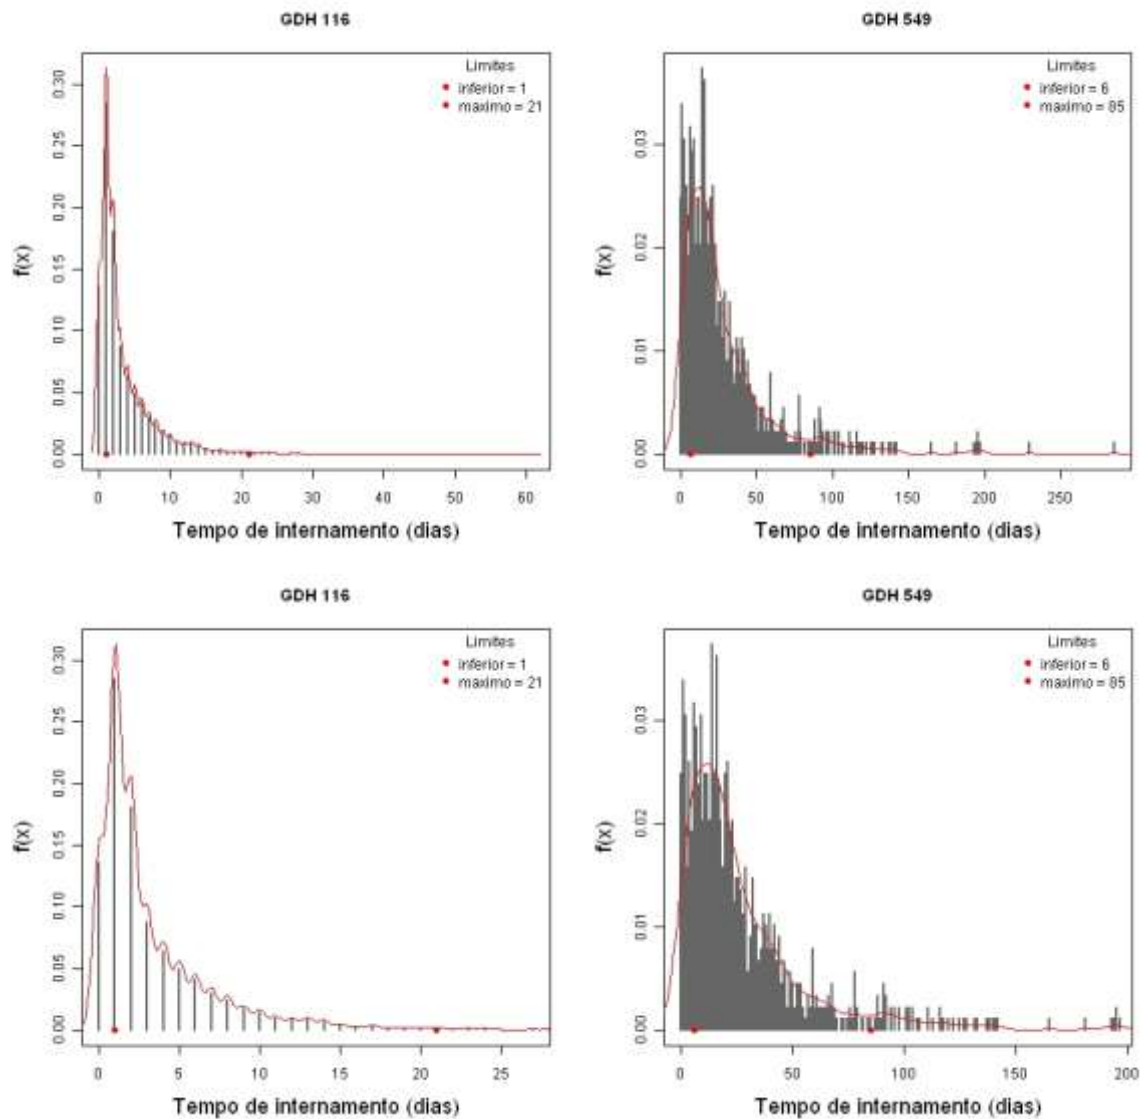 GDH 116
Limites
inferior = 1
maximo = 21
f(x)
0.30
0.25
0.20
0.15
0.10
0.05
0.00
0 10 20 30 40 50 60
Tempo de internamento (dias)
GDH 549
Limites
inferior = 6
maximo = 85
f(x)
0.03
0.02
0.01
0.00
0 50 100 150 200 250
Tempo de internamento (dias)
GDH 116
Limites
inferior = 1
maximo = 21
f(x)
0.30
0.25
0.20
0.15
0.10
0.05
0.00
0 5 10 15 20 25
Tempo de internamento (dias)
GDH 549
Limites
inferior = 6
maximo = 85
f(x)
0.03
0.02
0.01
0.00
0 50 100 150 200
Tempo de internamento (dias)